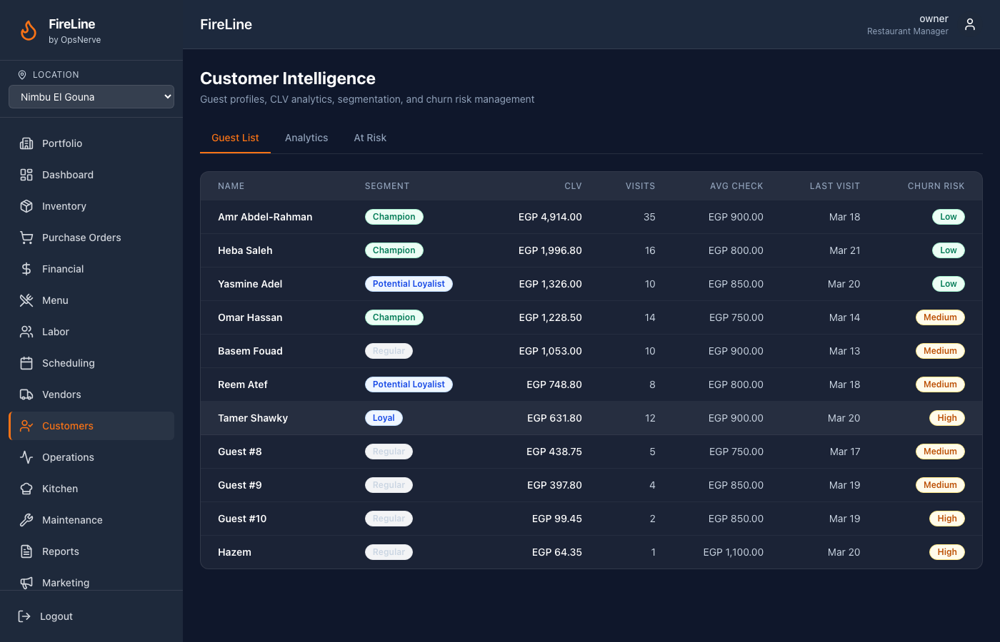 FireLine
by OpsNerve
LOCATION
Nimbu El Gouna
Portfolio
Dashboard
Inventory
Purchase Orders
Financial
Menu
Labor
Scheduling
Vendors
Customers
Operations
Kitchen
Maintenance
Reports
Marketing
Logout
FireLine
owner
Restaurant Manager
Customer Intelligence
Guest profiles, CLV analytics, segmentation, and churn risk management
Guest List Analytics At Risk
NAME SEGMENT CLV VISITS AVG CHECK LAST VISIT CHURN RISK
Amr Abdel-Rahman Champion EGP 4,914.00 35 EGP 900.00 Mar 18 Low
Heba Saleh Champion EGP 1,996.80 16 EGP 800.00 Mar 21 Low
Yasmine Adel Potential Loyalist EGP 1,326.00 10 EGP 850.00 Mar 20 Low
Omar Hassan Champion EGP 1,228.50 14 EGP 750.00 Mar 14 Medium
Basem Fouad Regular EGP 1,053.00 10 EGP 900.00 Mar 13 Medium
Reem Atef Potential Loyalist EGP 748.80 8 EGP 800.00 Mar 18 Medium
Tamer Shawky Loyal EGP 631.80 12 EGP 900.00 Mar 20 High
Guest #8 Regular EGP 438.75 5 EGP 750.00 Mar 17 Medium
Guest #9 Regular EGP 397.80 4 EGP 850.00 Mar 19 Medium
Guest #10 Regular EGP 99.45 2 EGP 850.00 Mar 19 High
Hazem Regular EGP 64.35 1 EGP 1,100.00 Mar 20 High